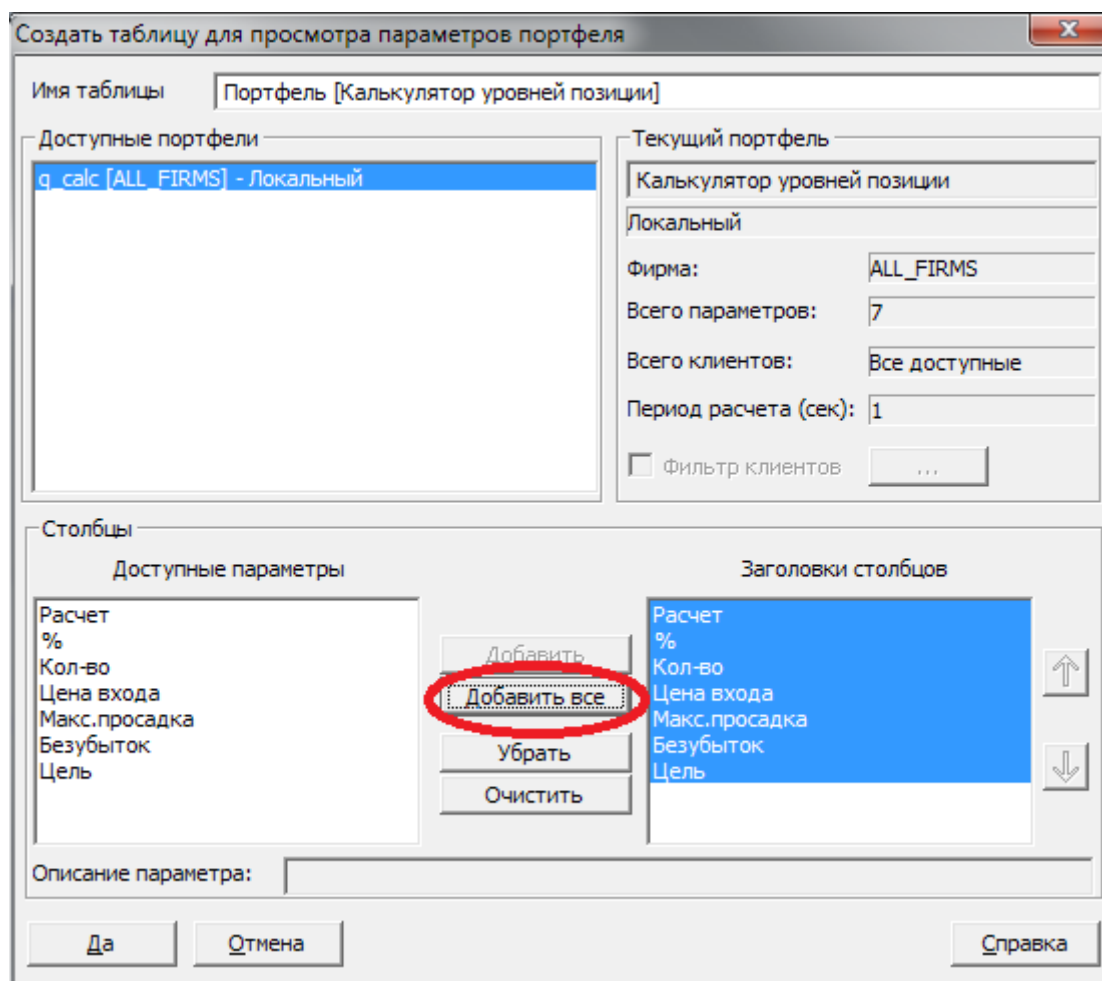 Создать таблицу для просмотра параметров портфеля
Имя таблицы
Портфель [Калькулятор уровней позиции]
Доступные портфели
q_calc [ALL_FIRMS] - Локальный
Текущий портфель
Калькулятор уровней позиции
Локальный
Фирма: ALL_FIRMS
Всего параметров: 7
Всего клиентов: Все доступные
Период расчета (сек): 1
Фильтр клиентов ...
Столбцы
Доступные параметры
Расчет
%
Кол-во
Цена входа
Макс.просадка
Безубыток
Цель
Добавить
Добавить все
Убрать
Очистить
Заголовки столбцов
Расчет
%
Кол-во
Цена входа
Макс.просадка
Безубыток
Цель
Описание параметра:
Да
Отмена
Справка